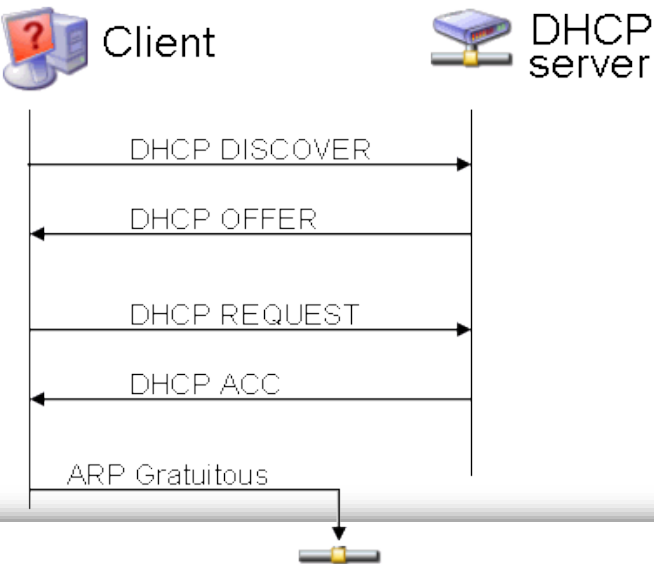 Client
DHCP
server
DHCP DISCOVER
DHCP OFFER
DHCP REQUEST
DHCP ACC
ARP Gratuitous
?